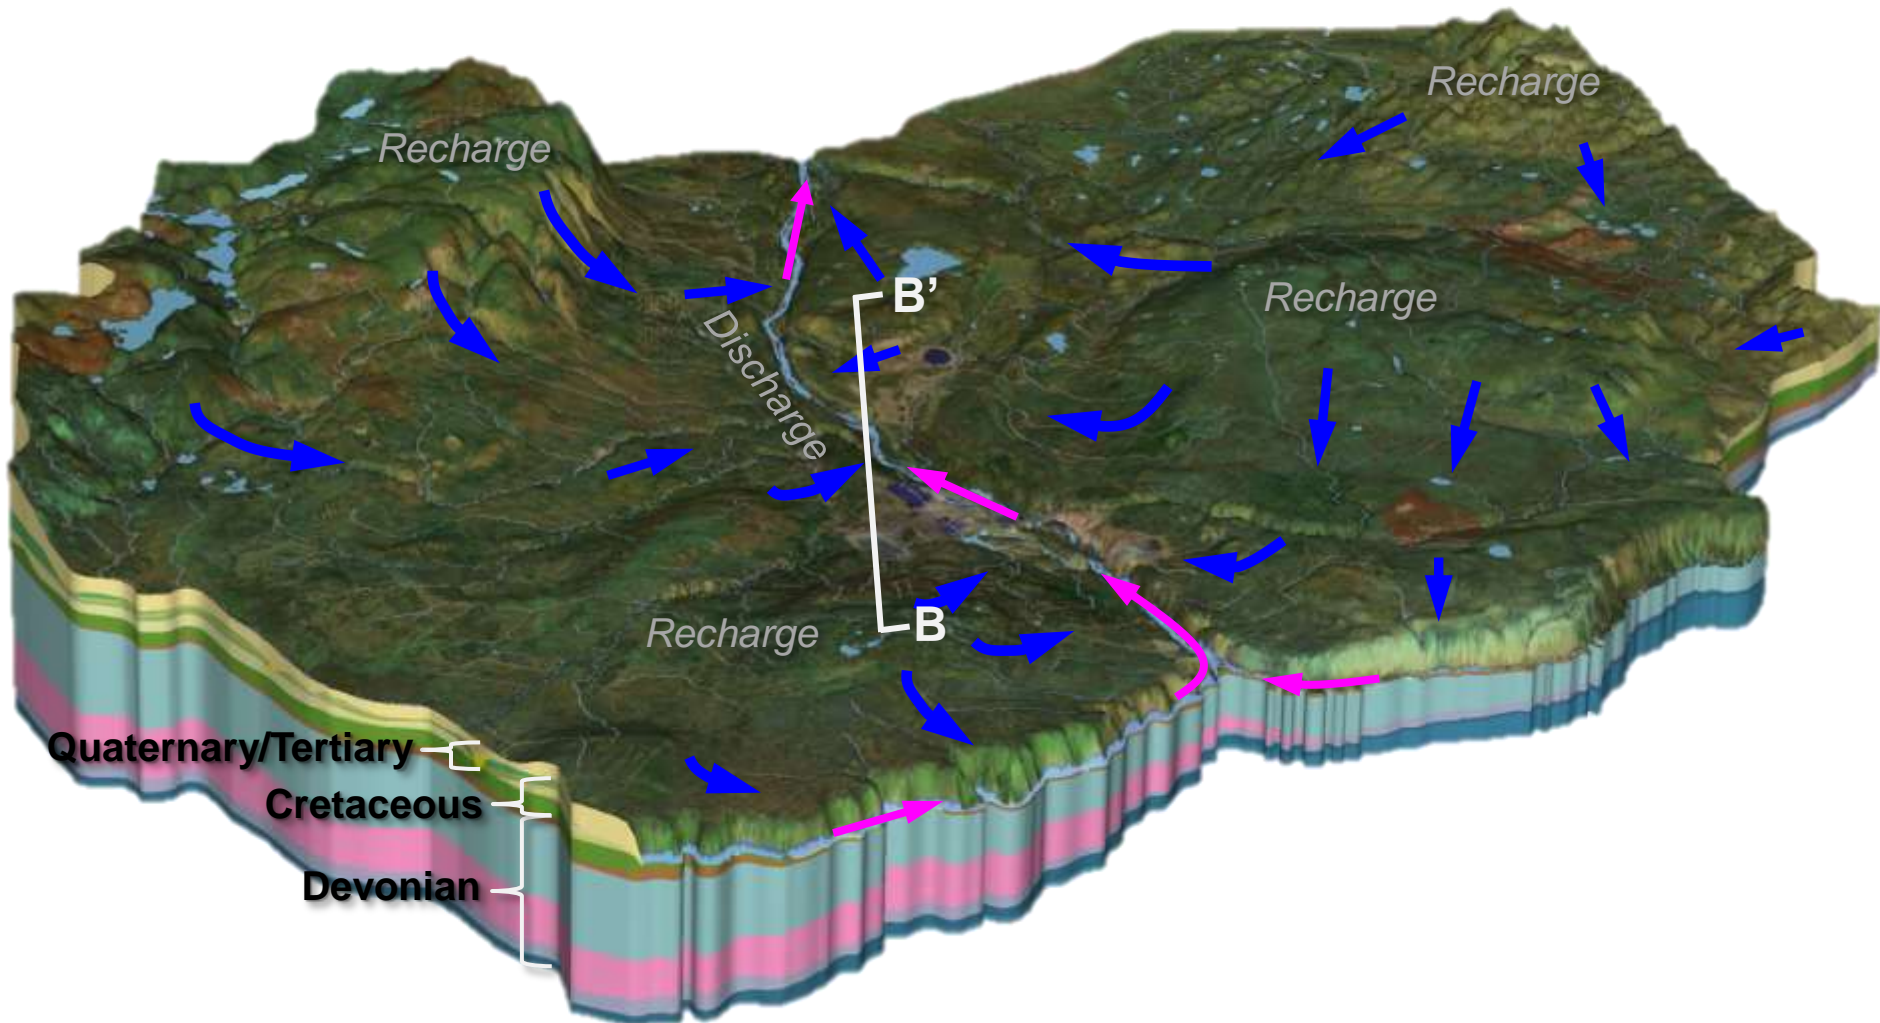 Recharge
Recharge
B’
Recharge
Discharge
B
Recharge
Quaternary/Tertiary
Cretaceous
Devonian